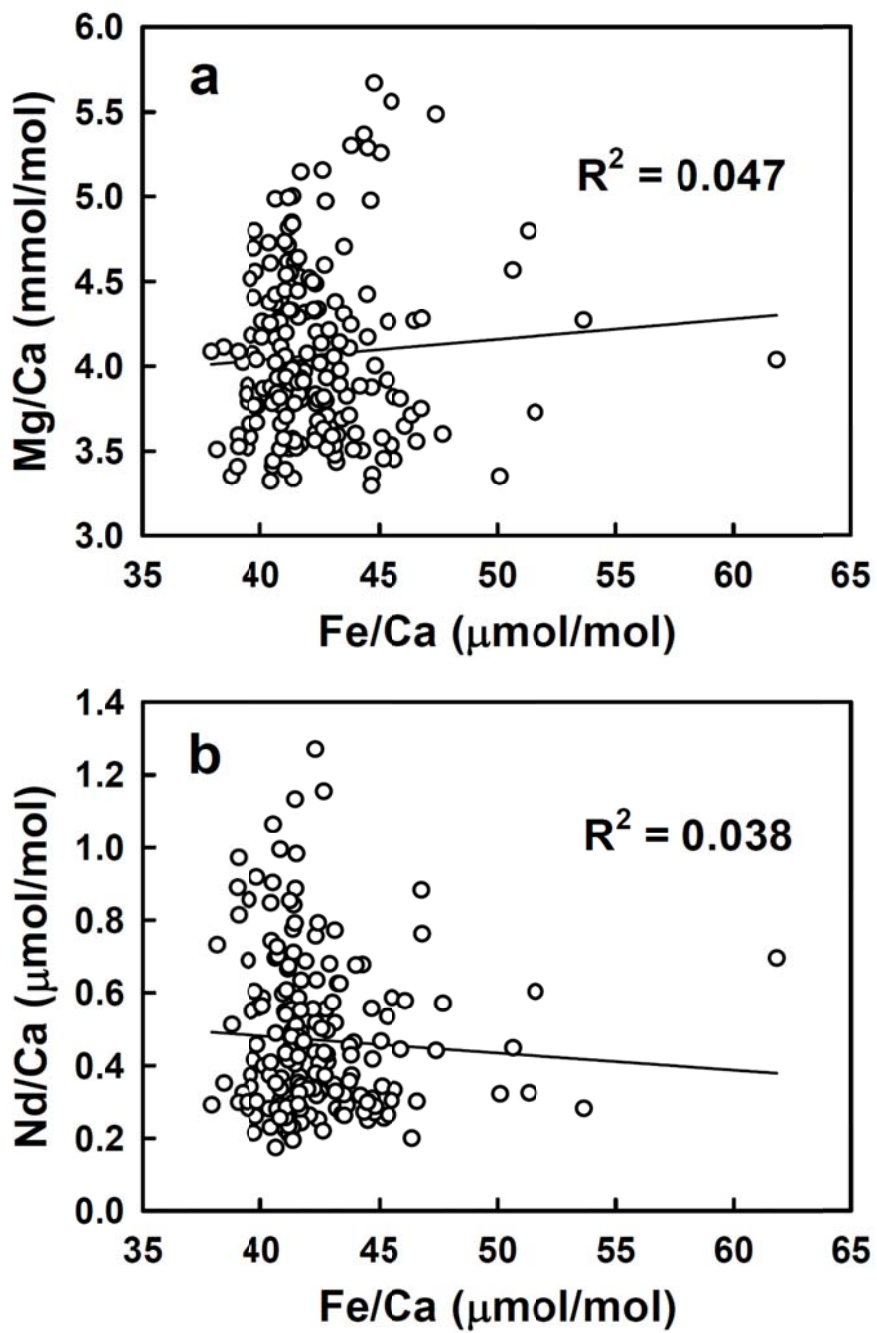 a
R² = 0.047
Mg/Ca (mmol/mol)
6.0
5.5
5.0
4.5
4.0
3.5
3.0
35 40 45 50 55 60 65
Fe/Ca (μmol/mol)
b
R² = 0.038
Nd/Ca (μmol/mol)
1.4
1.2
1.0
0.8
0.6
0.4
0.2
0.0
35 40 45 50 55 60 65
Fe/Ca (μmol/mol)